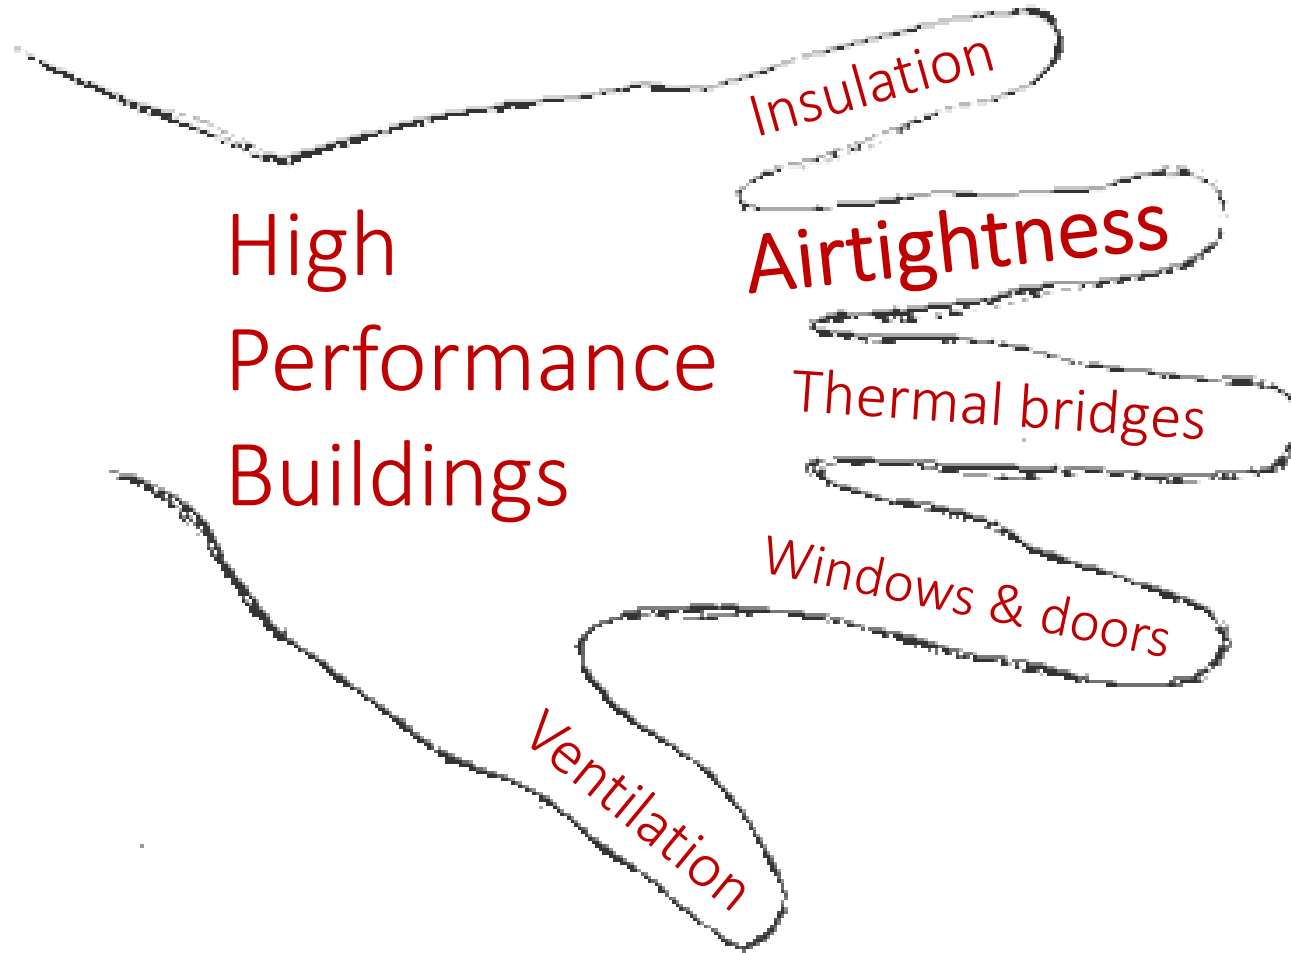 High
Performance
Buildings
Insulation
Airtightness
Thermal bridges
Windows & doors
Ventilation